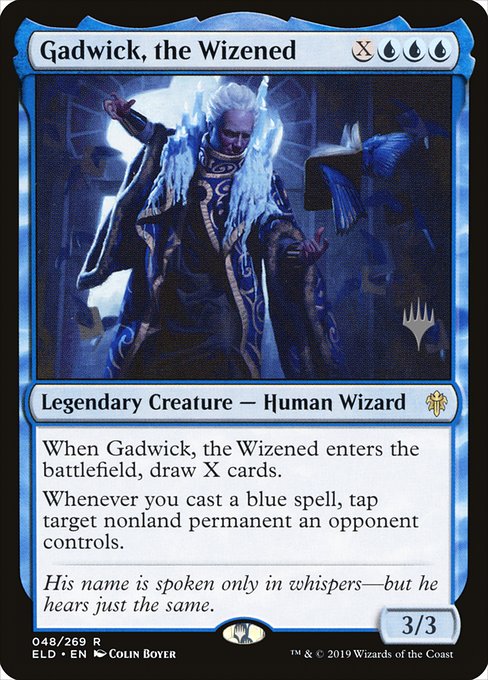 Gadwick, the Wizened X
Legendary Creature — Human Wizard
When Gadwick, the Wizened enters the
battlefield, draw X cards.
Whenever you cast a blue spell, tap
target nonland permanent an opponent
controls.
His name is spoken only in whispers—but he
hears just the same.
3/3
048/269 R
ELD • EN Colin Boyer
™ & © 2019 Wizards of the Coast